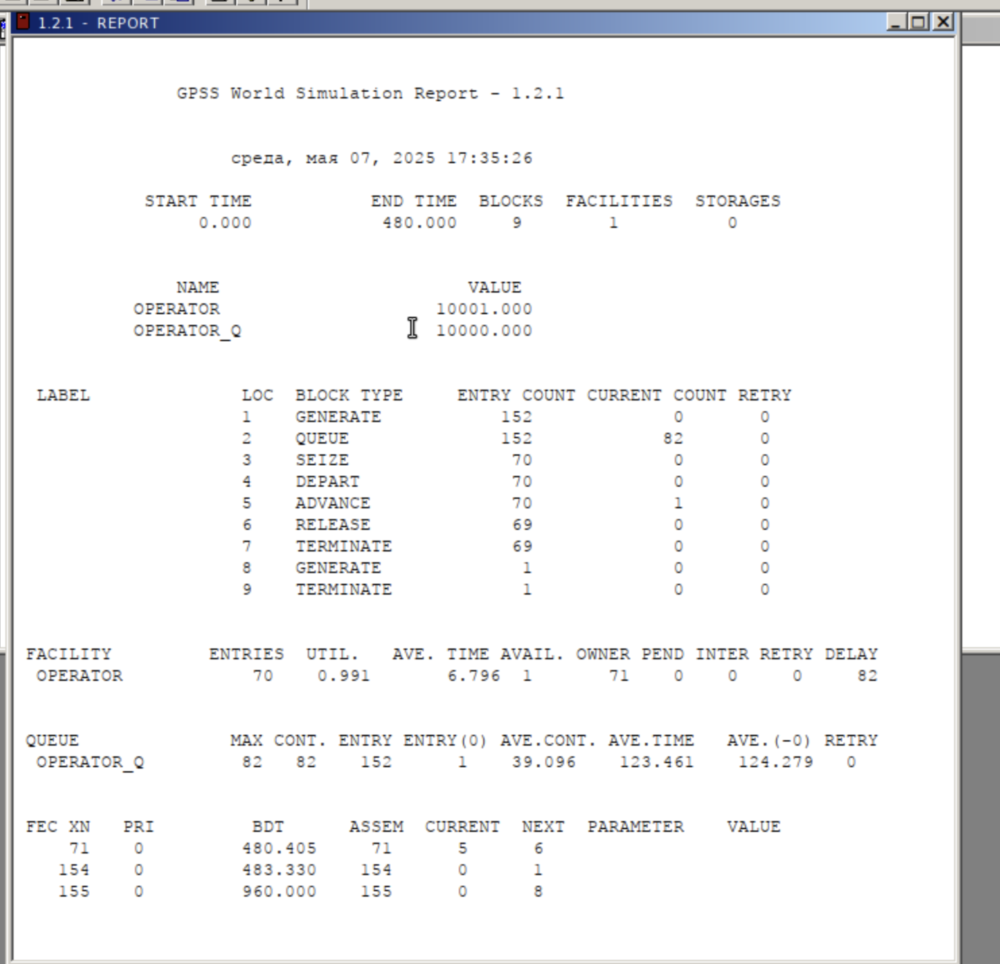 1.2.1 - REPORT
GPSS World Simulation Report - 1.2.1
среда, мая 07, 2025 17:35:26
START TIME END TIME BLOCKS FACILITIES STORAGES
0.000 480.000 9 1 0
NAME VALUE
OPERATOR 10001.000
OPERATOR_Q 10000.000
LABEL LOC BLOCK TYPE ENTRY COUNT CURRENT COUNT RETRY
1 GENERATE 152 0 0
2 QUEUE 152 82 0
3 SEIZE 70 0 0
4 DEPART 70 0 0
5 ADVANCE 70 1 0
6 RELEASE 69 0 0
7 TERMINATE 69 0 0
8 GENERATE 1 0 0
9 TERMINATE 1 0 0
FACILITY ENTRIES UTIL. AVE. TIME AVAIL. OWNER PEND INTER RETRY DELAY
OPERATOR 70 0.991 6.796 1 71 0 0 0 82
QUEUE MAX CONT. ENTRY ENTRY(0) AVE.CONT. AVE.TIME AVE.(-0) RETRY
OPERATOR_Q 82 82 152 1 39.096 123.461 124.279 0
FEC XN PRI BDT ASSEM CURRENT NEXT PARAMETER VALUE
71 0 480.405 71 5 6
154 0 483.330 154 0 1
155 0 960.000 155 0 8